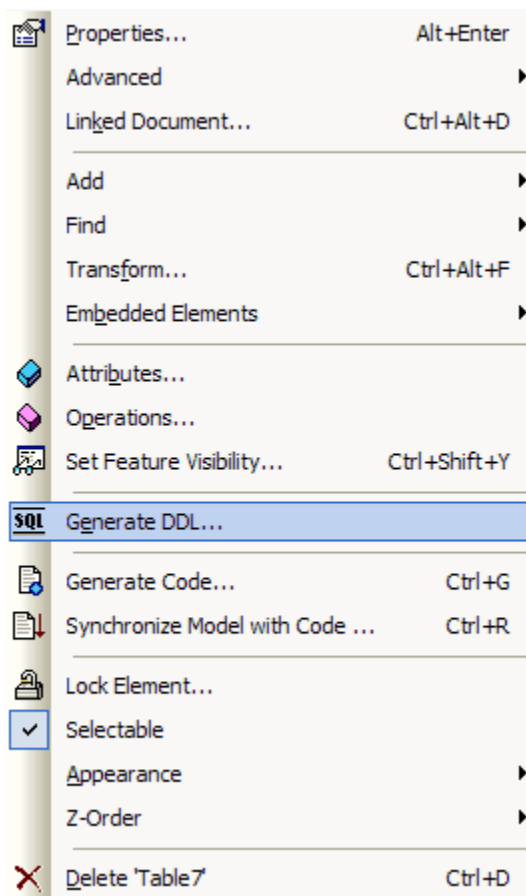 Properties... Alt+Enter
Advanced
Linked Document... Ctrl+Alt+D
Add
Find
Transform... Ctrl+Alt+F
Embedded Elements
Attributes...
Operations...
Set Feature Visibility... Ctrl+Shift+Y
SQL Generate DDL...
Generate Code... Ctrl+G
Synchronize Model with Code ... Ctrl+R
Lock Element...
Selectable
Appearance
Z-Order
Delete 'Table7' Ctrl+D